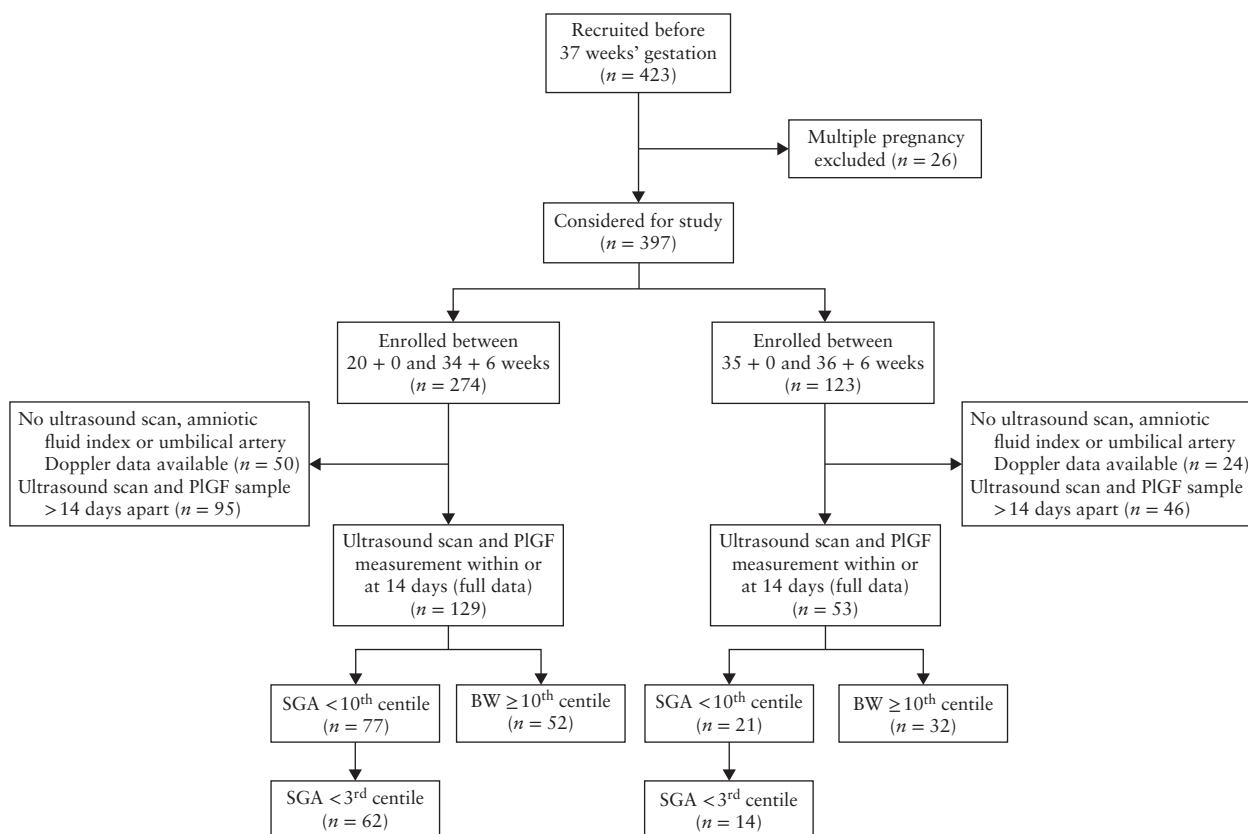 Recruited before
37 weeks' gestation
(n = 423)
Multiple pregnancy
excluded (n = 26)
Considered for study
(n = 397)
Enrolled between
20 + 0 and 34 + 6 weeks
(n = 274)
Enrolled between
35 + 0 and 36 + 6 weeks
(n = 123)
No ultrasound scan, amniotic
fluid index or umbilical artery
Doppler data available (n = 50)
Ultrasound scan and PlGF sample
>14 days apart (n = 95)
No ultrasound scan, amniotic
fluid index or umbilical artery
Doppler data available (n = 24)
Ultrasound scan and PlGF sample
>14 days apart (n = 46)
Ultrasound scan and PlGF
measurement within or
at 14 days (full data)
(n = 129)
Ultrasound scan and PlGF
measurement within or
at 14 days (full data)
(n = 53)
SGA <10th centile
(n = 77)
BW ≥10th centile
(n = 52)
SGA <10th centile
(n = 21)
BW ≥10th centile
(n = 32)
SGA <3rd centile
(n = 62)
SGA <3rd centile
(n = 14)